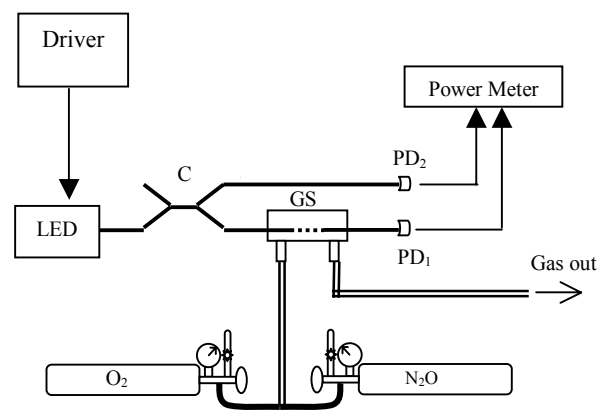 Driver
Power Meter
C
PD₂
GS
LED
PD₁
Gas out
O₂
N₂O